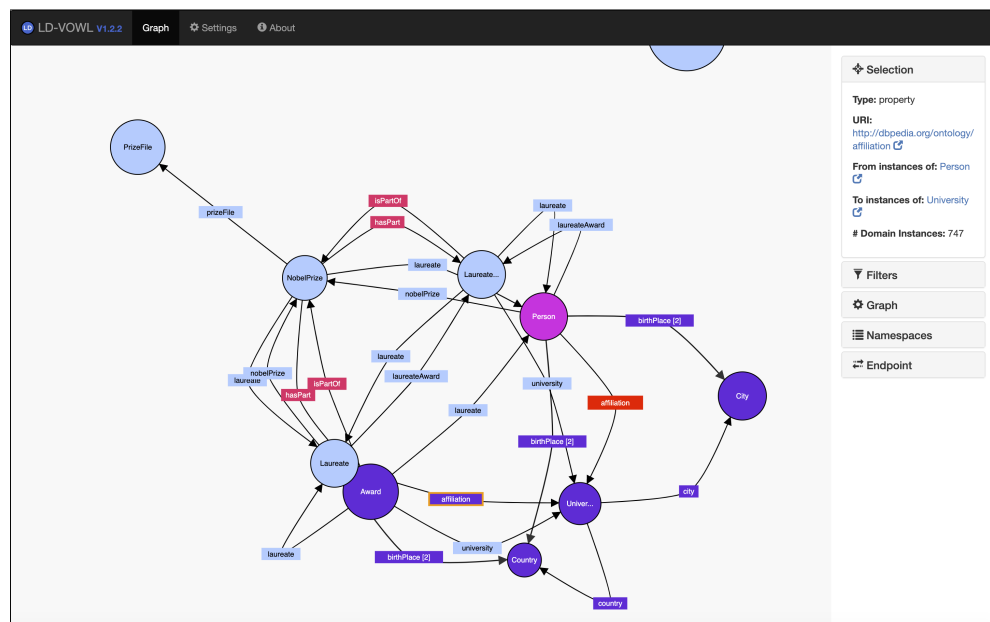 LD LD-VOWL V1.2.2 Graph Settings About
Selection
Type: property
URI:
http://dbpedia.org/ontology/
affiliation
From instances of: Person
To instances of: University
# Domain Instances: 747
Filters
Graph
Namespaces
Endpoint
PrizeFile
prizeFile
isPartOf
hasPart
laureate
laureateAward
laureate
NobelPrize
Laureate...
nobelPrize
Person
birthPlace [2]
laureate
laureateAward
nobelPrize
laureate
isPartOf
hasPart
university
affiliation
City
laureate
birthPlace [2]
Laureate
Award
affiliation
Univer...
city
laureate
university
birthPlace [2]
Country
country